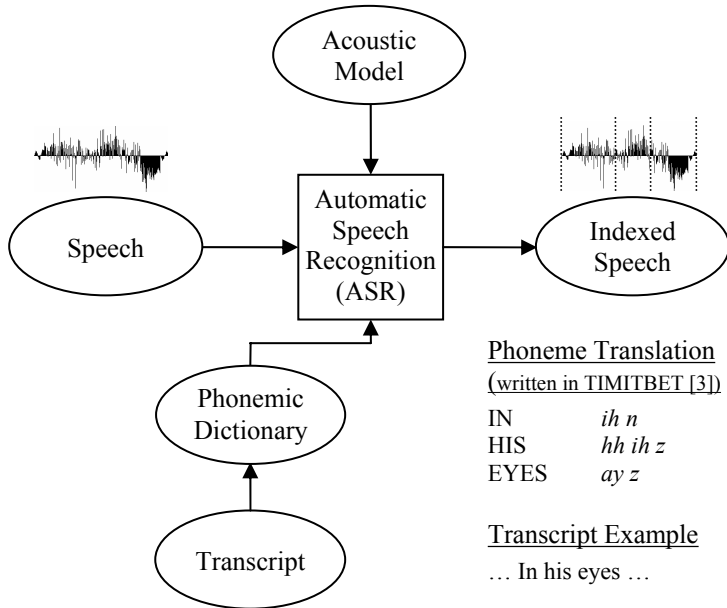 Acoustic
Model
Speech
Automatic
Speech
Recognition
(ASR)
Indexed
Speech
Phonemic
Dictionary
Transcript
Phoneme Translation
(written in TIMITBET [3])
IN ih n
HIS hh ih z
EYES ay z
Transcript Example
… In his eyes …